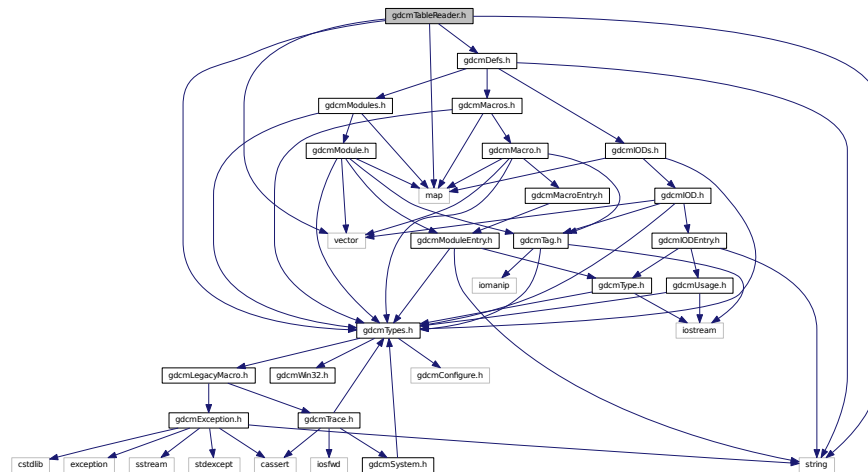 gdcmTableReader.h
gdcmDefs.h
gdcmModules.h
gdcmMacros.h
gdcmModule.h
gdcmMacro.h
gdcmIODs.h
map
gdcmMacroEntry.h
gdcmIOD.h
vector
gdcmModuleEntry.h
gdcmTag.h
gdcmIODEntry.h
iomanip
gdcmType.h
gdcmUsage.h
gdcmTypes.h
iostream
gdcmLegacyMacro.h
gdcmWin32.h
gdcmConfigure.h
gdcmException.h
gdcmTrace.h
cstdlib
exception
sstream
stdexcept
cassert
iosfwd
gdcmSystem.h
string